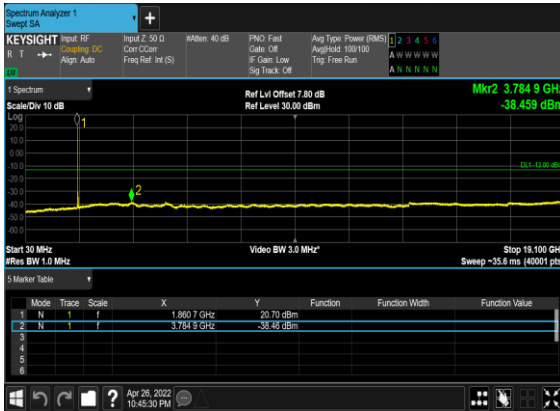 Spectrum Analyzer 1
Swept SA
+
KEYSIGHT
R T
Input: RF
Coupling: DC
Align: Auto
Input Z: 50 Ω
Corr CCorr
Freq Ref: Int (S)
#Atten: 40 dB
PNO: Fast
Gate: Off
IF Gain: Low
Sig Track: Off
Avg Type: Power (RMS)
Avg|Hold: 100/100
Trig: Free Run
1 2 3 4 5 6
A W W W W W
A N N N N N
1 Spectrum
Scale/Div 10 dB
Ref Lvl Offset 7.80 dB
Ref Level 30.00 dBm
Mkr2 3.784 9 GHz
-38.459 dBm
Log
20.0
10.0
0.00
-10.0
-20.0
-30.0
-40.0
-50.0
-60.0
1
2
DL1 -13.00 dBm
Start 30 MHz
#Res BW 1.0 MHz
Video BW 3.0 MHz*
Stop 19.100 GHz
Sweep ~35.6 ms (40001 pts)
5 Marker Table
Mode Trace Scale X Y Function Function Width Function Value
1 N 1 f 1.860 7 GHz 20.70 dBm
2 N 1 f 3.784 9 GHz -38.46 dBm
3
4
5
6
?
Apr 26, 2022
10:45:30 PM